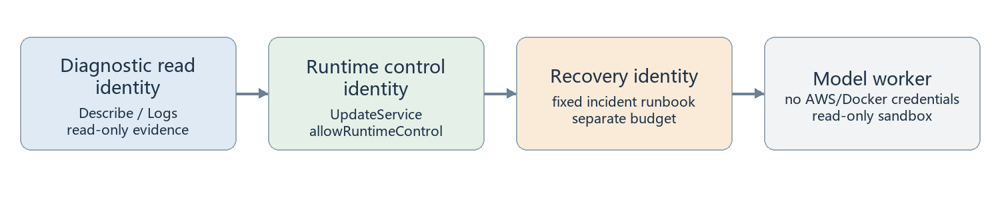 Diagnostic read
identity
Describe / Logs
read-only evidence
Runtime control
identity
UpdateService
allowRuntimeControl
Recovery identity
fixed incident runbook
separate budget
Model worker
no AWS/Docker credentials
read-only sandbox